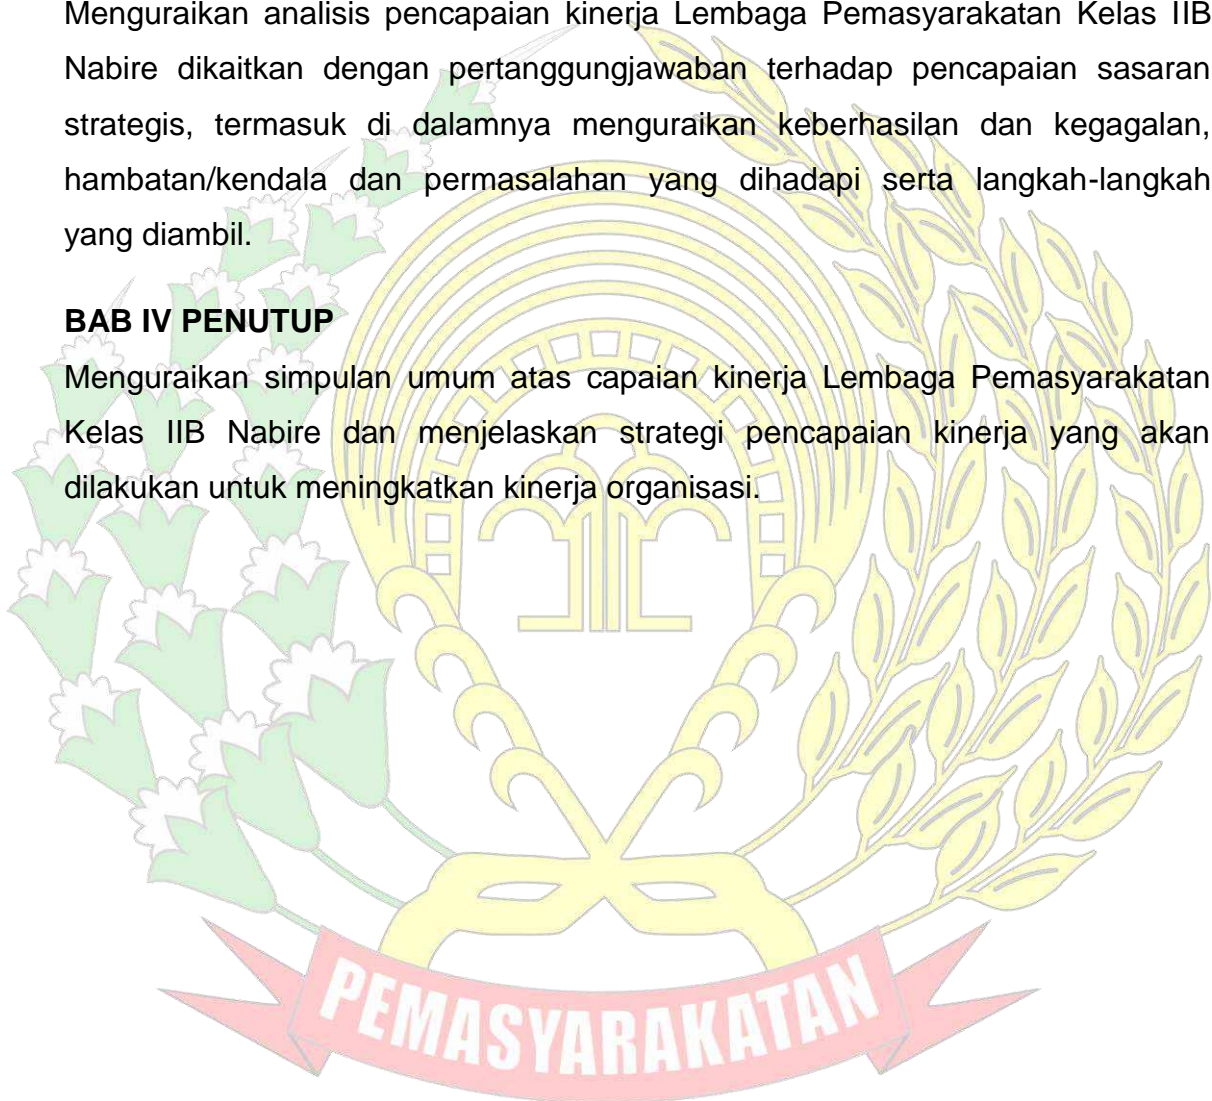 Menguraikan analisis pencapaian kinerja Lembaga Pemasyarakatan Kelas IIB
Nabire dikaitkan dengan pertanggungjawaban terhadap pencapaian sasaran
strategis, termasuk di dalamnya menguraikan keberhasilan dan kegagalan,
hambatan/kendala dan permasalahan yang dihadapi serta langkah-langkah
yang diambil.
BAB IV PENUTUP
Menguraikan simpulan umum atas capaian kinerja Lembaga Pemasyarakatan
Kelas IIB Nabire dan menjelaskan strategi pencapaian kinerja yang akan
dilakukan untuk meningkatkan kinerja organisasi.
PEMASYARAKATAN